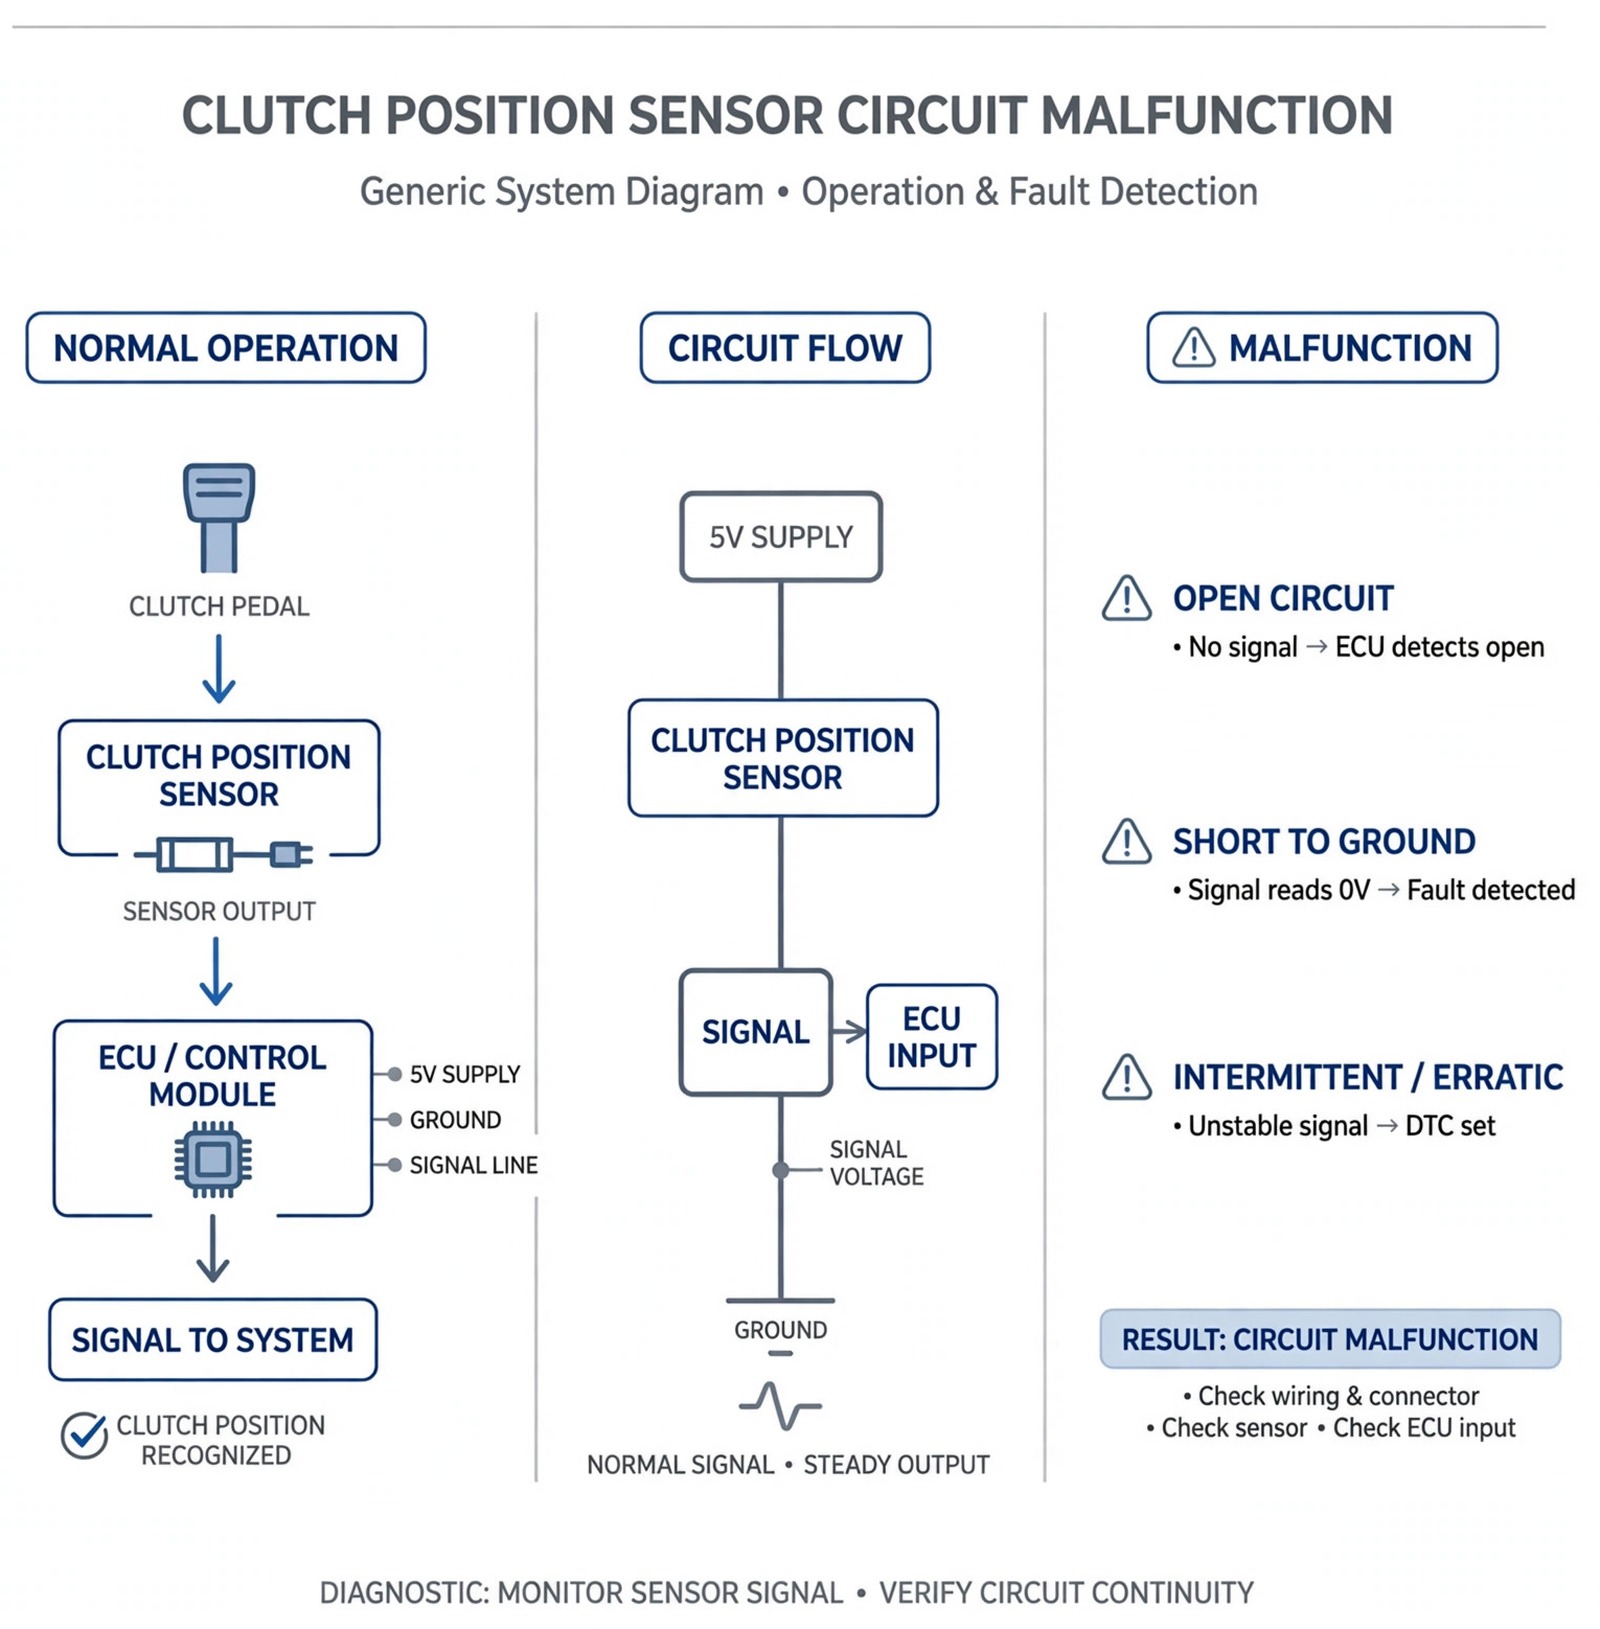 CLUTCH POSITION SENSOR CIRCUIT MALFUNCTION
Generic System Diagram • Operation & Fault Detection
NORMAL OPERATION
CLUTCH PEDAL
CLUTCH POSITION
SENSOR
SENSOR OUTPUT
ECU / CONTROL
MODULE
5V SUPPLY
GROUND
SIGNAL LINE
SIGNAL TO SYSTEM
CLUTCH POSITION
RECOGNIZED
CIRCUIT FLOW
5V SUPPLY
CLUTCH POSITION
SENSOR
SIGNAL
ECU
INPUT
SIGNAL
VOLTAGE
GROUND
NORMAL SIGNAL • STEADY OUTPUT
MALFUNCTION
OPEN CIRCUIT
• No signal → ECU detects open
SHORT TO GROUND
• Signal reads 0V → Fault detected
INTERMITTENT / ERRATIC
• Unstable signal → DTC set
RESULT: CIRCUIT MALFUNCTION
• Check wiring & connector
• Check sensor • Check ECU input
DIAGNOSTIC: MONITOR SENSOR SIGNAL • VERIFY CIRCUIT CONTINUITY